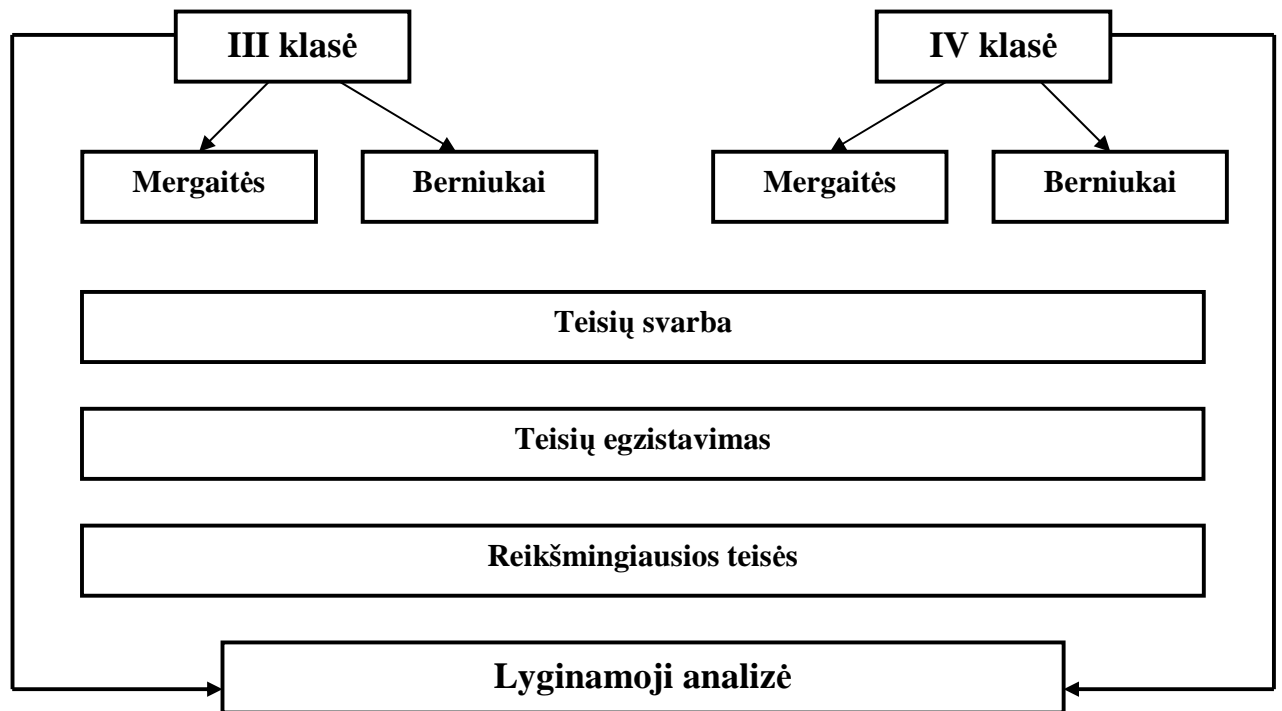 III klasė
IV klasė
Mergaitės
Berniukai
Mergaitės
Berniukai
Teisių svarba
Teisių egzistavimas
Reikšmingiausios teisės
Lyginamoji analizė